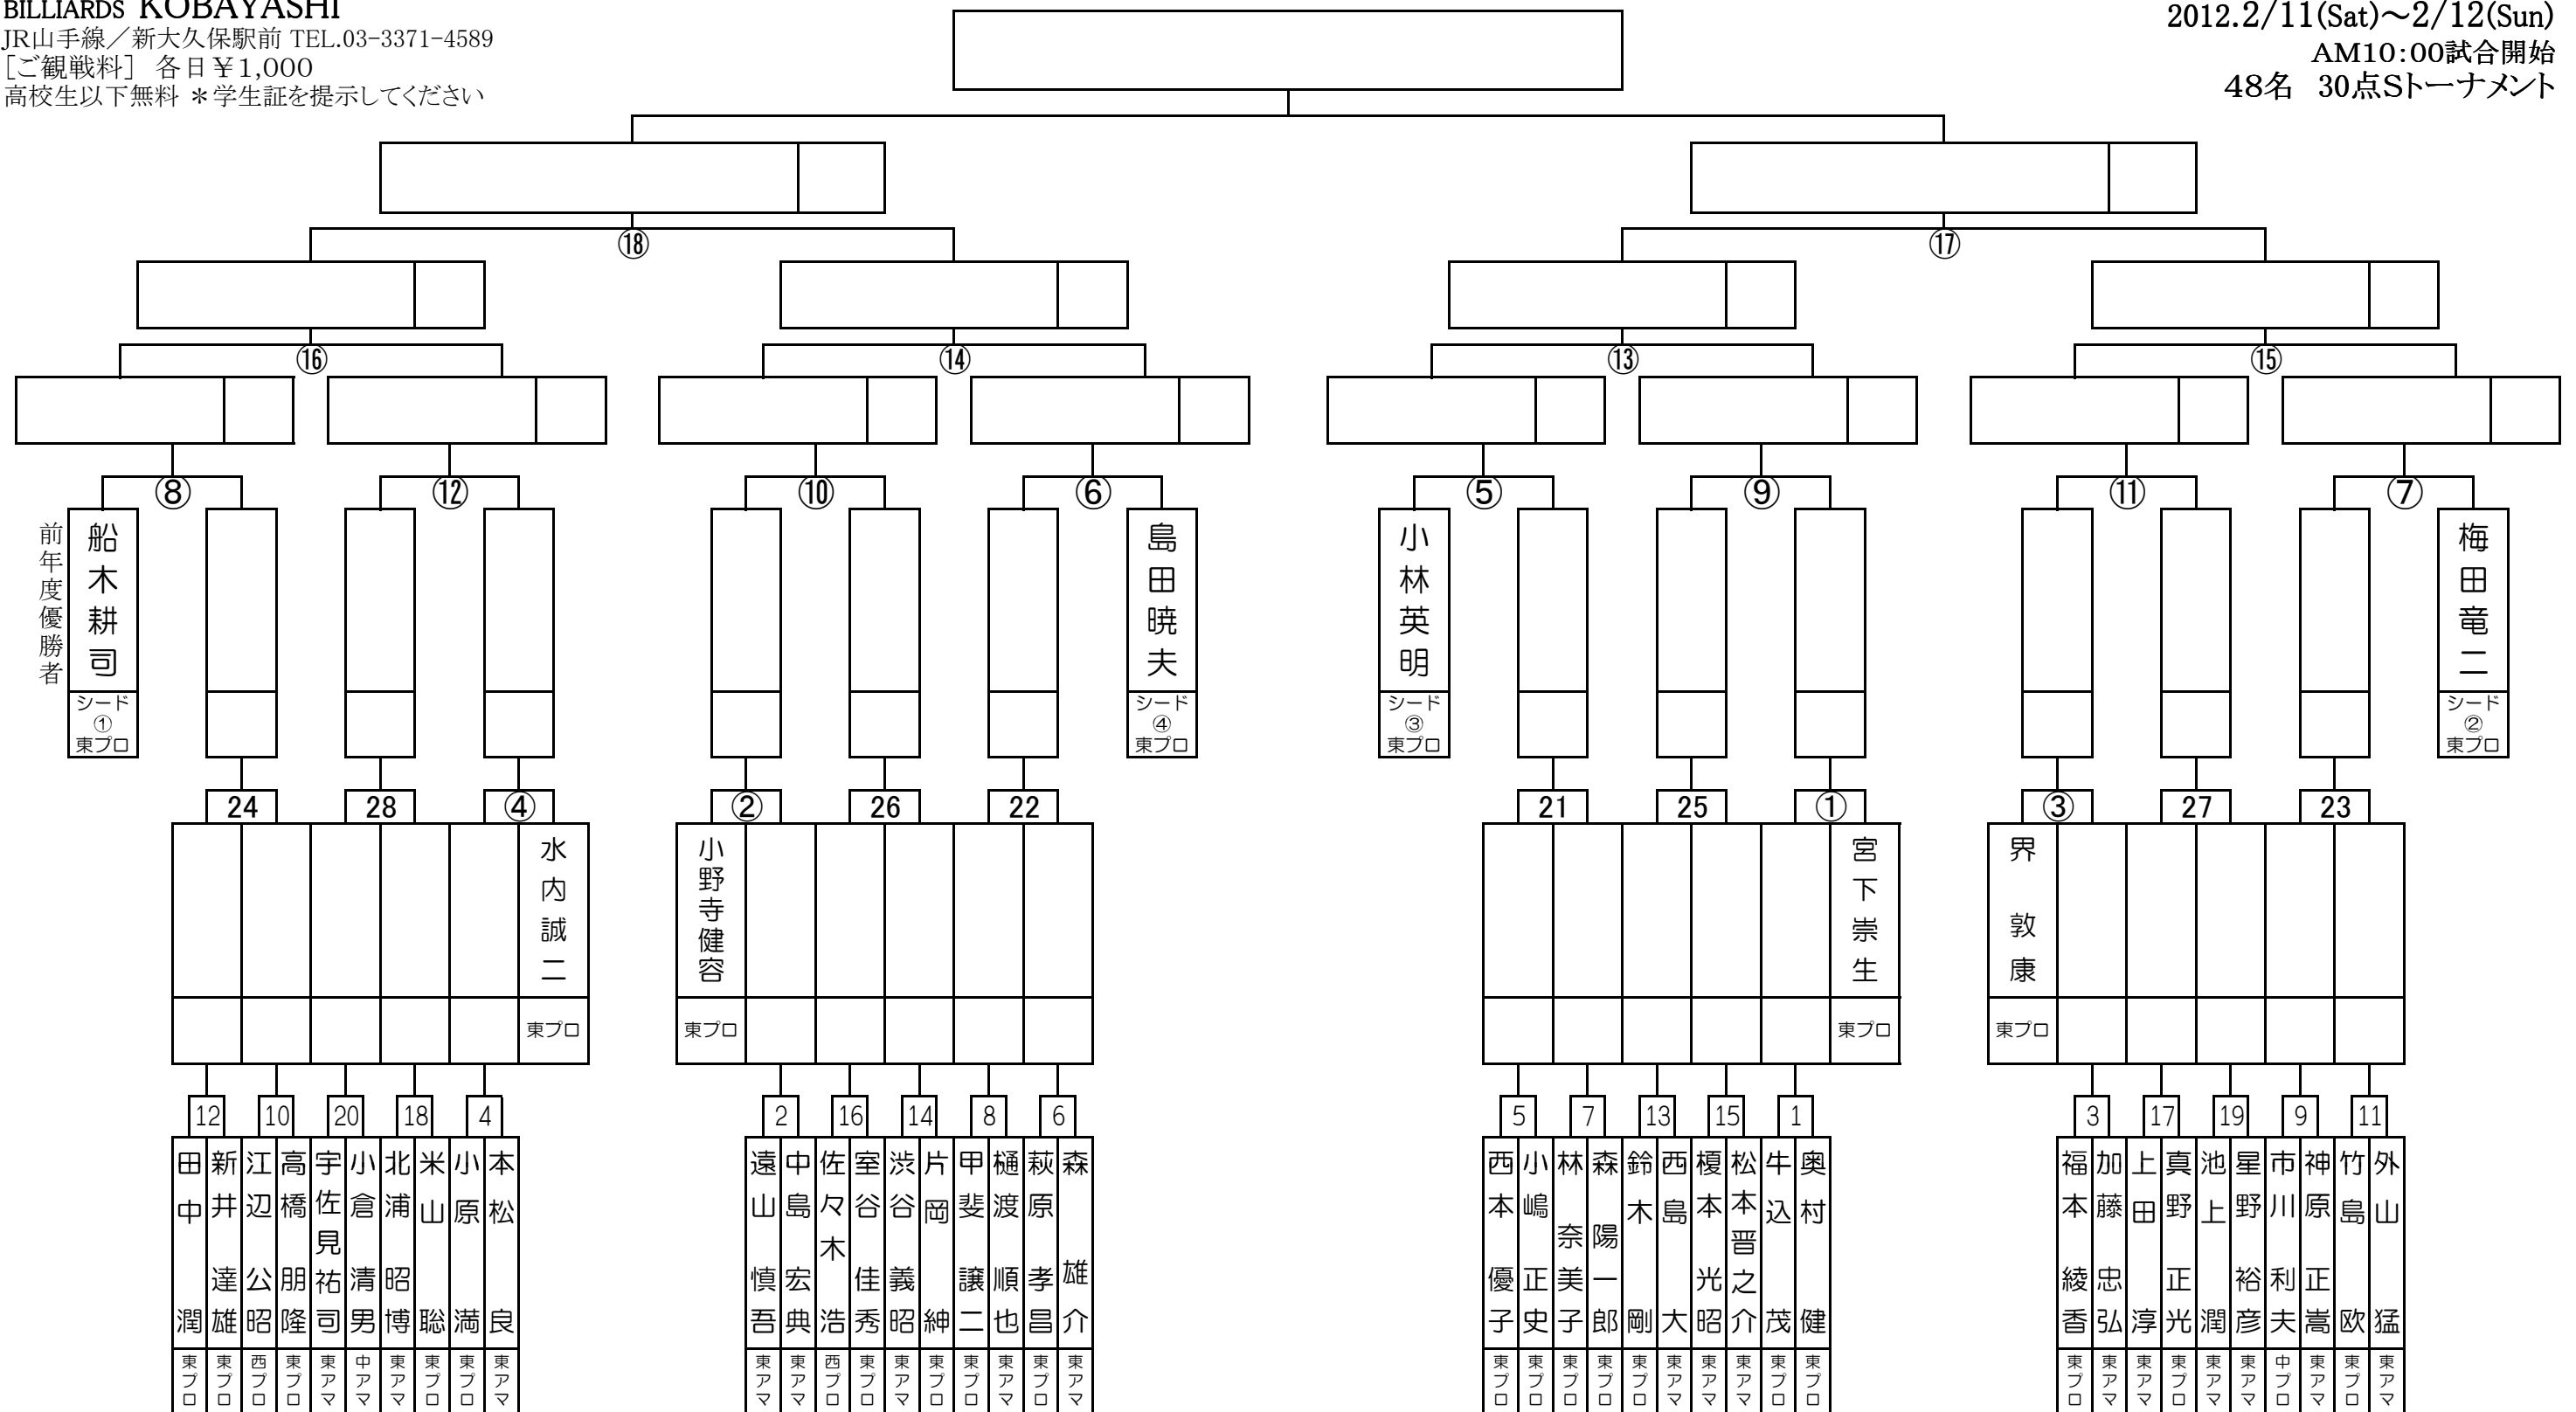 BILLIARDS KOBAYASHI
JR山手線／新大久保駅前 TEL.03-3371-4589
［ご観戦料］ 各日￥1,000
高校生以下無料 ＊学生証を提示してください
2012.2/11(Sat)～2/12(Sun)
AM10:00試合開始
48名 30点Sトーナメント
⑱ ⑰
⑯ ⑭ ⑬ ⑮
⑧ ⑫ ⑩ ⑥ ⑤ ⑨ ⑪ ⑦
前年度優勝者
船木耕司 シード ① 東プロ
島田暁夫 シード ④ 東プロ
小林英明 シード ③ 東プロ
梅田竜二 シード ② 東プロ
24 28 ④ ② 26 22 21 25 ① ③ 27 23
水内誠二 東プロ
小野寺健容 東プロ
宮下崇生 東プロ
界 敦康 東プロ
12 10 20 18 4 2 16 14 8 6 5 7 13 15 1 3 17 19 9 11
田中 潤 東プロ
新井 達雄 東プロ
江辺 公昭 西プロ
高橋 朋隆 東プロ
宇佐見祐司 東アマ
小倉 清男 中アマ
北浦 昭博 東アマ
米山 聡 東プロ
小原 満 東プロ
本松 良 東アマ
遠山 慎吾 東アマ
中島 宏典 東アマ
佐々木 浩 西プロ
室谷 佳秀 東プロ
渋谷 義昭 東アマ
片岡 紳 東プロ
甲斐 譲二 東プロ
樋渡 順也 東アマ
萩原 孝昌 東プロ
森 雄介 東アマ
西本 優子 東プロ
小嶋 正史 東プロ
林 奈美子 東プロ
森 陽一郎 東プロ
鈴木 剛 東プロ
西島 大 東アマ
榎本 光昭 東アマ
松本晋之介 東アマ
牛込 茂 東プロ
奥村 健 東プロ
福本 綾香 東プロ
加藤 忠弘 東アマ
上田 淳 東アマ
真野 正光 東プロ
池上 潤 東アマ
星野 裕彦 東アマ
市川 利夫 中プロ
神原 正嵩 東アマ
竹島 欧 東プロ
外山 猛 東アマ